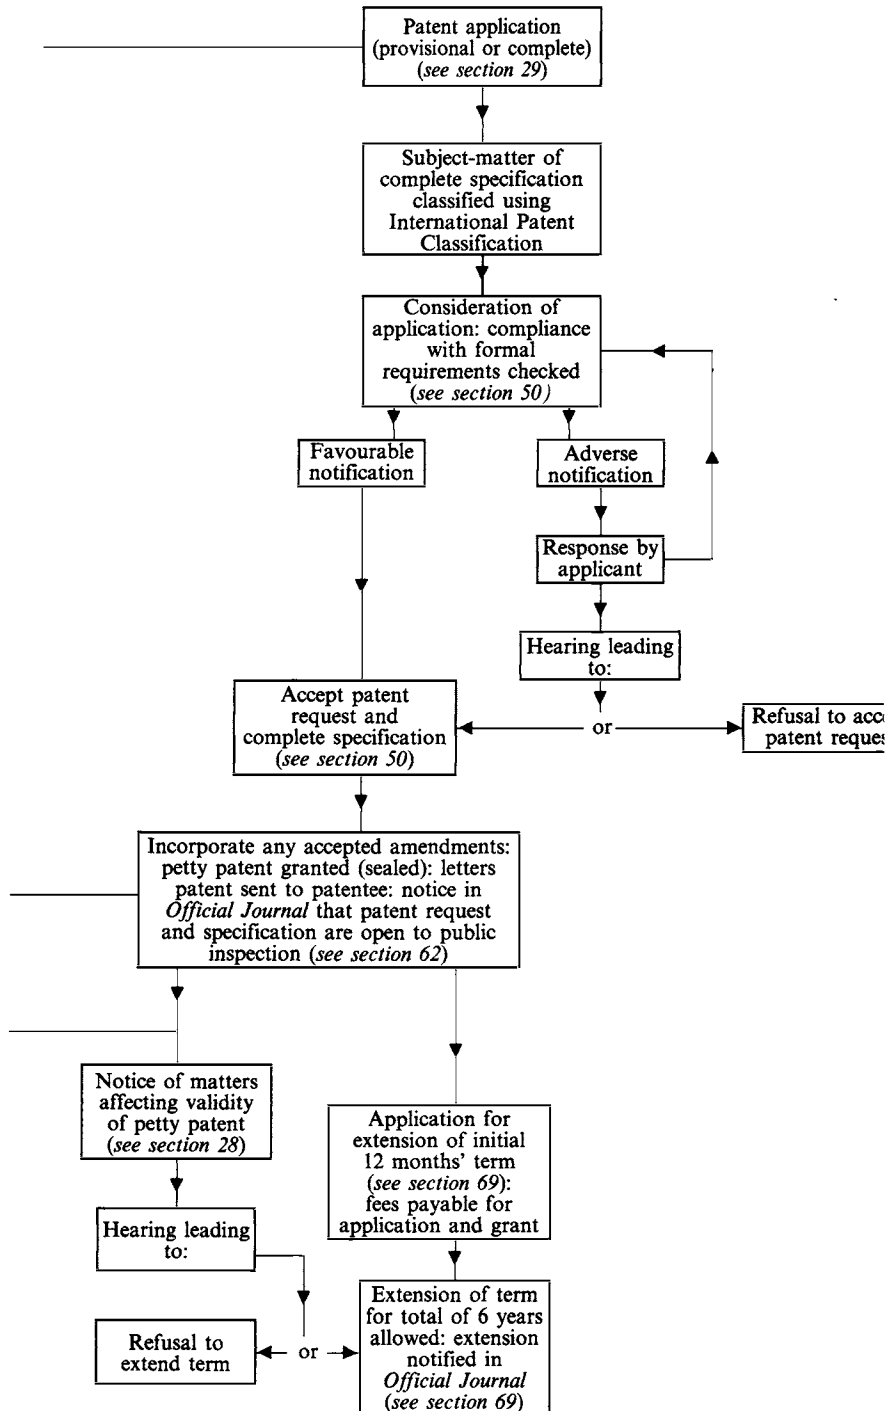 Patent application
(provisional or complete)
(see section 29)
Subject-matter of
complete specification
classified using
International Patent
Classification
Consideration of
application: compliance
with formal
requirements checked
(see section 50)
Favourable
notification
Adverse
notification
Response by
applicant
Hearing leading
to:
Accept patent
request and
complete specification
(see section 50)
or
Refusal to
patent
Incorporate any accepted amendments:
petty patent granted (sealed): letters
patent sent to patentee: notice in
Official Journal that patent request
and specification are open to public
inspection (see section 62)
Notice of matters
affecting validity
of petty patent
(see section 28)
Application for
extension of initial
12 months’ term
(see section 69):
fees payable for
application and grant
Hearing leading
to:
Refusal to
extend term
or
Extension of term
for total of 6 years
allowed: extension
notified in
Official Journal
(see section 69)